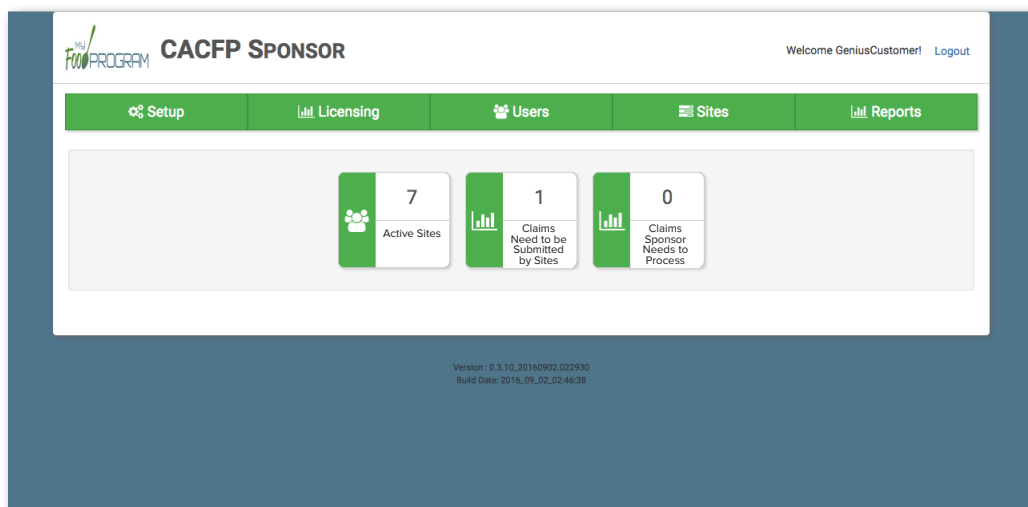 My
Food PROGRAM
CACFP SPONSOR
Welcome GeniusCustomer! Logout
Setup Licensing Users Sites Reports
7
Active Sites
1
Claims
Need to be
Submitted
by Sites
0
Claims
Sponsor
Needs to
Process
Version : 0.3.10_20160902.022930
Build Date: 2016_09_02_02:46:38